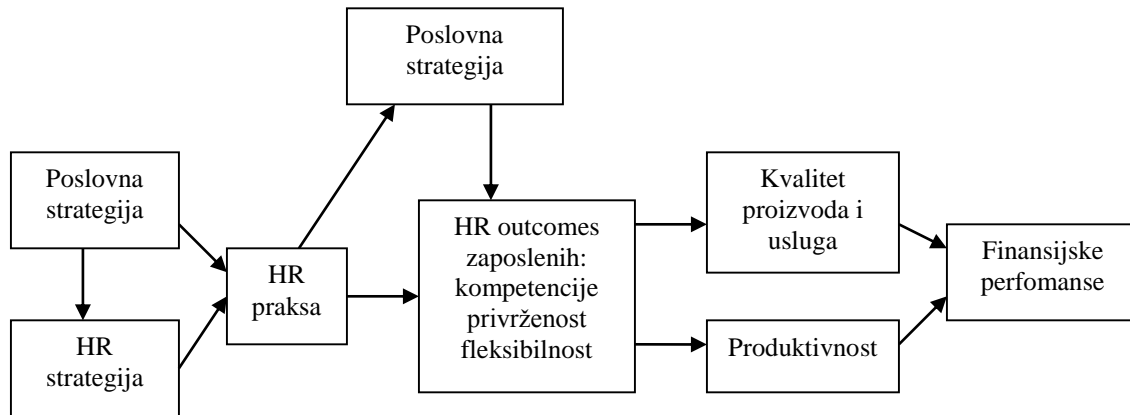 Poslovna
strategija
Poslovna
strategija
HR
strategija
HR
praksa
HR outcomes
zaposlenih:
kompetencije
privrženost
fleksibilnost
Kvalitet
proizvoda i
usluga
Produktivnost
Finansijske
perfomanse